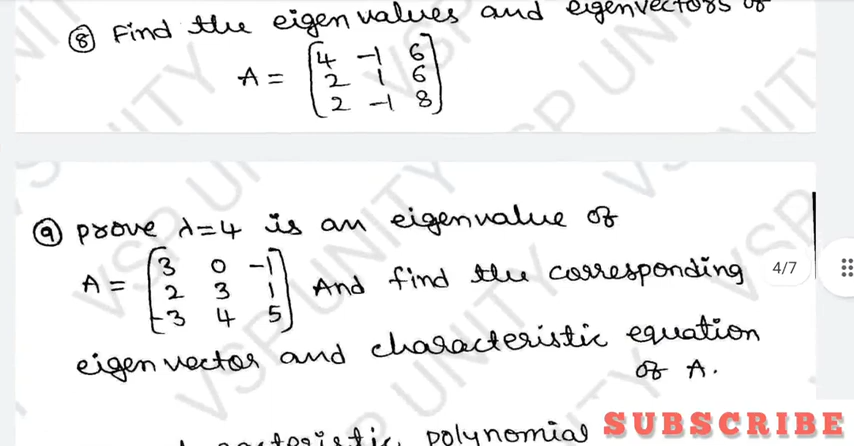 ⑧ Find the eigen values and eigenvectors of
A = [4 -1 6
2 1 6
2 -1 8]
⑨ prove λ=4 is an eigenvalue of
A = [3 0 -1
2 3 1
-3 4 5] And find the corresponding
eigen vector and characteristic equation
of A.
polynomial
4/7
SUBSCRIBE
VSP UNITY